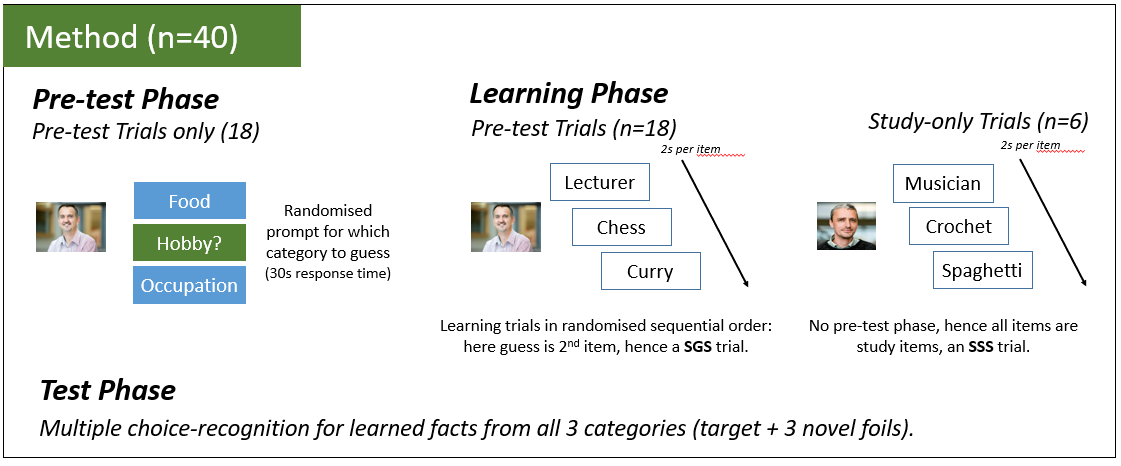 Method (n=40)
Pre-test Phase
Pre-test Trials only (18)
Food
Hobby?
Occupation
Randomised
prompt for which
category to guess
(30s response time)
Learning Phase
Pre-test Trials (n=18)
2s per item
Lecturer
Chess
Curry
Learning trials in randomised sequential order:
here guess is 2nd item, hence a SGS trial.
Study-only Trials (n=6)
2s per item
Musician
Crochet
Spaghetti
No pre-test phase, hence all items are
study items, an SSS trial.
Test Phase
Multiple choice-recognition for learned facts from all 3 categories (target + 3 novel foils).